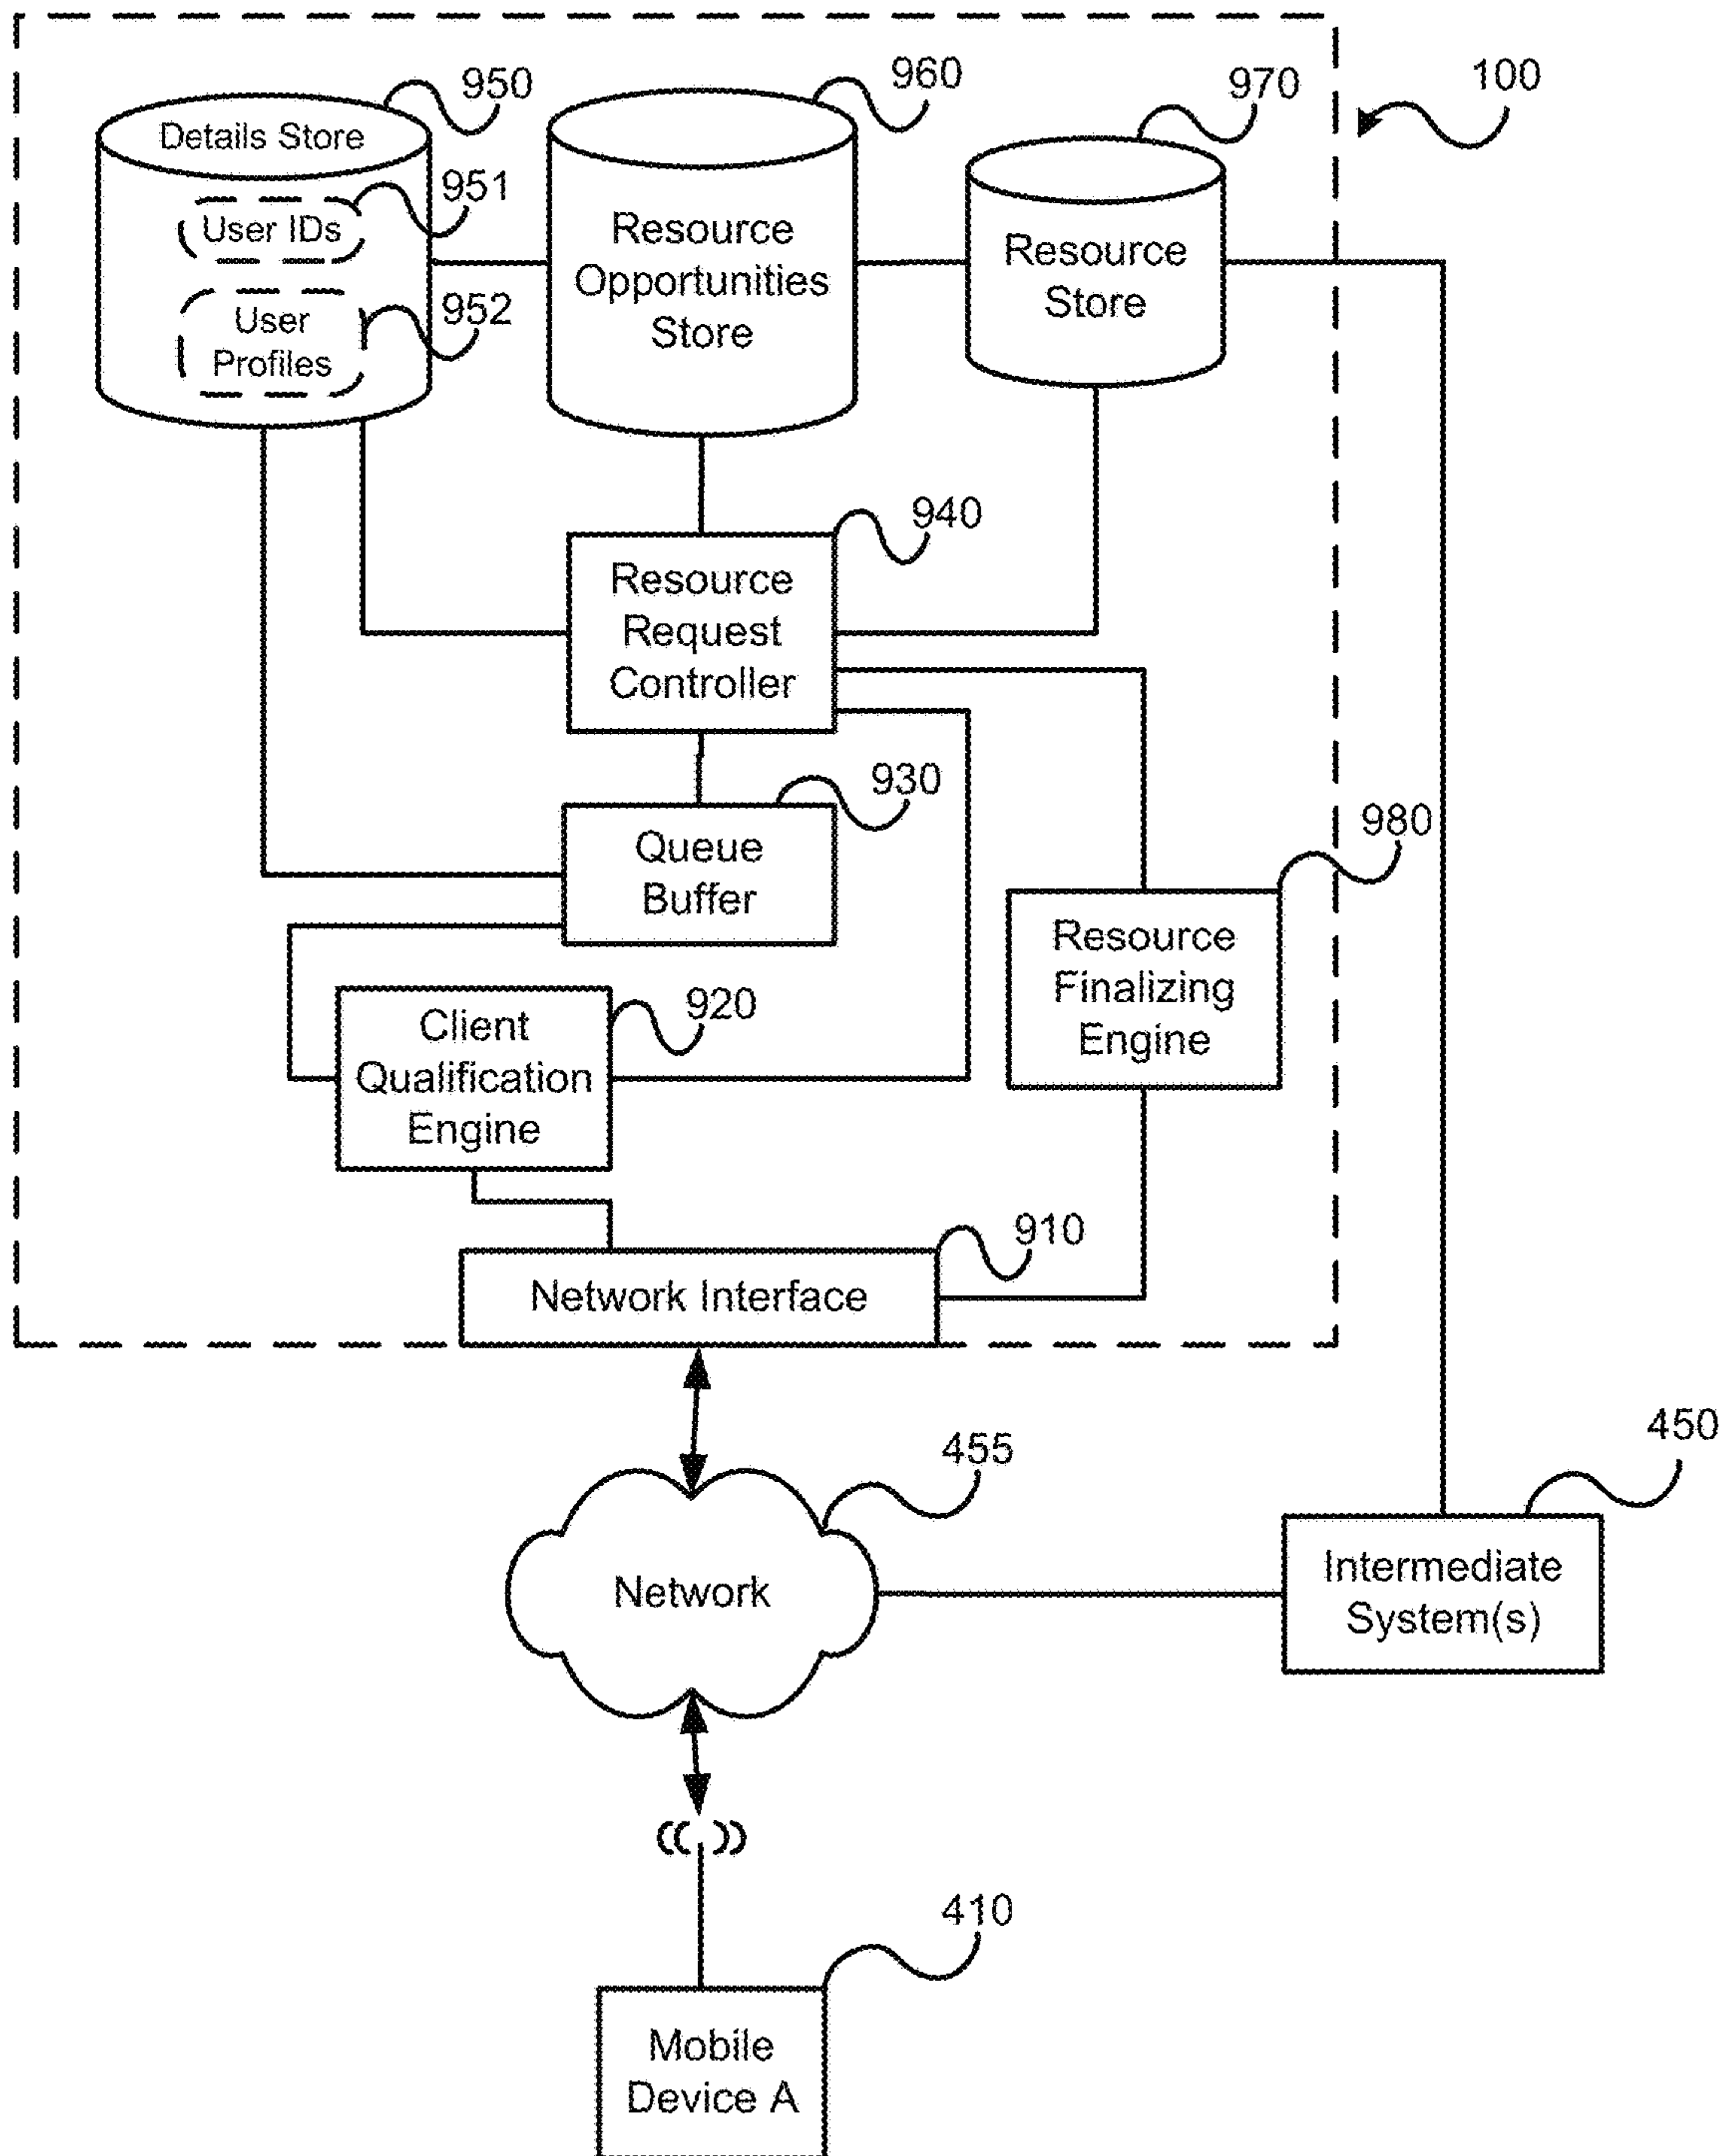 950
960
970
100
Details Store
951
User IDs
952
User
Profiles
Resource
Opportunities
Store
Resource
Store
940
Resource
Request
Controller
930
Queue
Buffer
980
Resource
Finalizing
Engine
920
Client
Qualification
Engine
910
Network Interface
455
Network
450
Intermediate
System(s)
410
Mobile
Device A